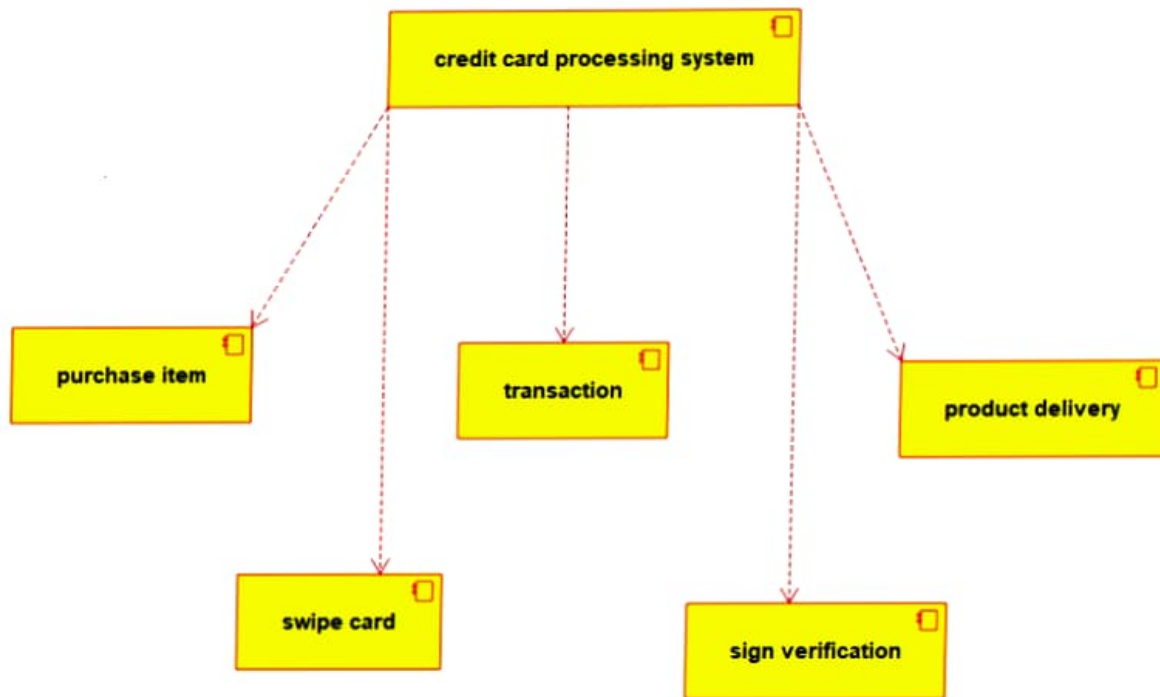 credit card processing system
purchase item
transaction
product delivery
swipe card
sign verification